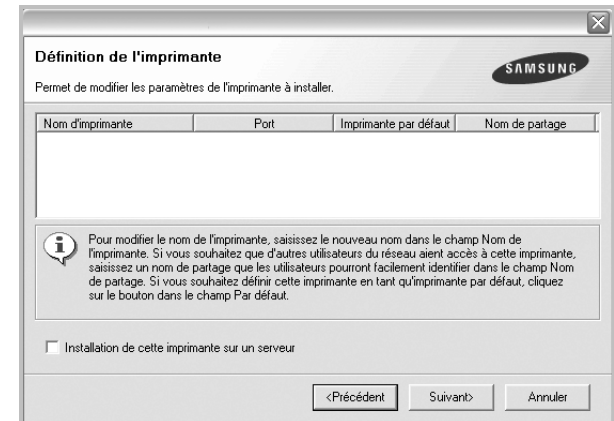 Définition de l'imprimante
SAMSUNG
Permet de modifier les paramètres de l'imprimante à installer.
Nom d'imprimante Port Imprimante par défaut Nom de partage
Pour modifier le nom de l'imprimante, saisissez le nouveau nom dans le champ Nom de
l'imprimante. Si vous souhaitez que d'autres utilisateurs du réseau aient accès à cette imprimante,
saisissez un nom de partage que les utilisateurs pourront facilement identifier dans le champ Nom
de partage. Si vous souhaitez définir cette imprimante en tant qu'imprimante par défaut, cliquez
sur le bouton dans le champ Par défaut.
Installation de cette imprimante sur un serveur
<Précédent Suivant> Annuler